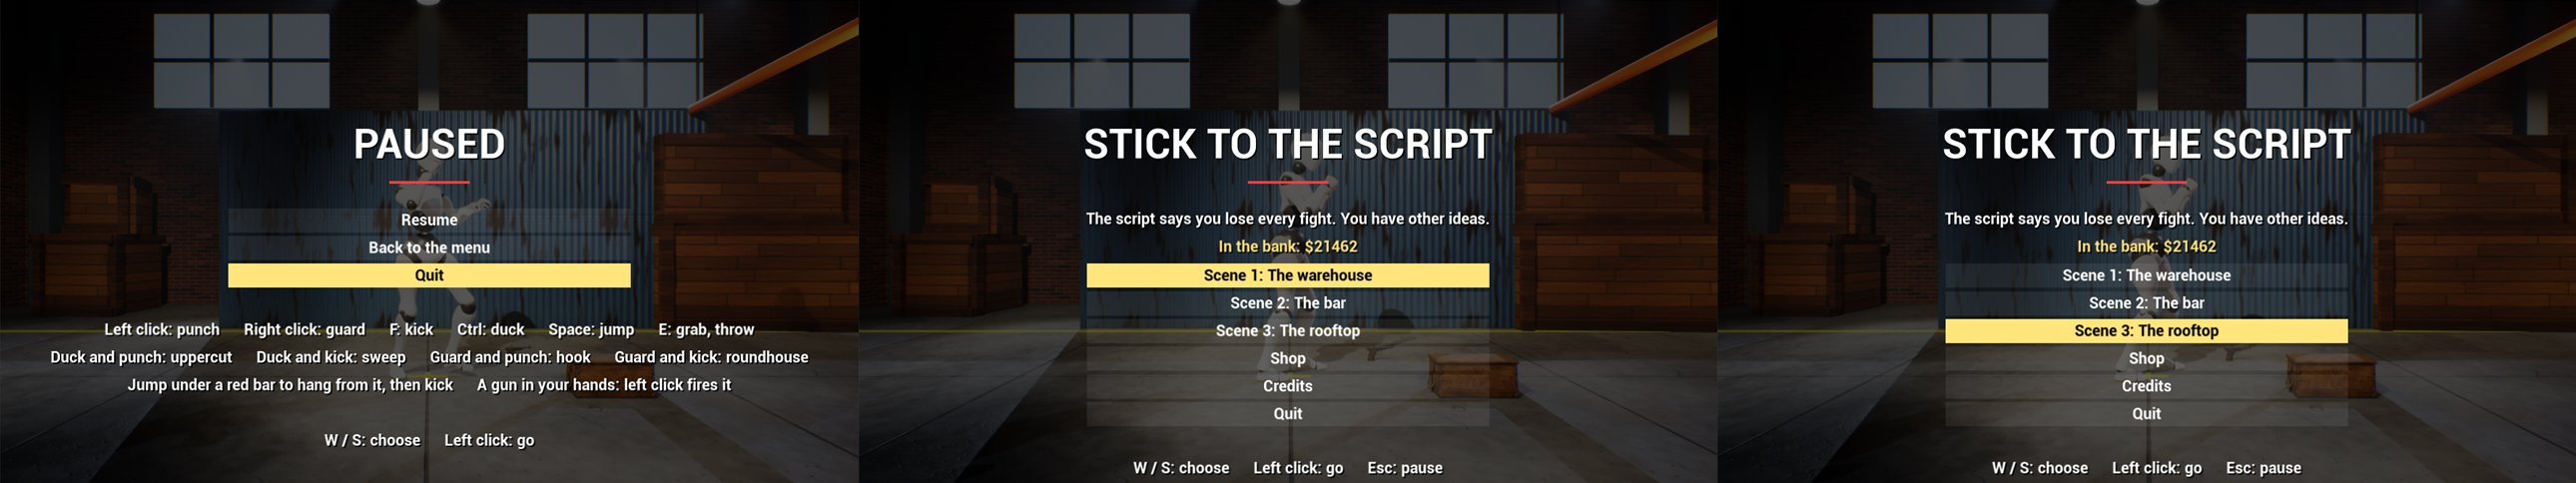 PAUSED
Resume
Back to the menu
Quit
Left click: punch Right click: guard F: kick Ctrl: duck Space: jump E: grab, throw
Duck and punch: uppercut Duck and kick: sweep Guard and punch: hook Guard and kick: roundhouse
Jump under a red bar to hang from it, then kick A gun in your hands: left click fires it
W / S: choose Left click: go
STICK TO THE SCRIPT
The script says you lose every fight. You have other ideas.
In the bank: $21462
Scene 1: The warehouse
Scene 2: The bar
Scene 3: The rooftop
Shop
Credits
Quit
W / S: choose Left click: go Esc: pause
STICK TO THE SCRIPT
The script says you lose every fight. You have other ideas.
In the bank: $21462
Scene 1: The warehouse
Scene 2: The bar
Scene 3: The rooftop
Shop
Credits
Quit
W / S: choose Left click: go Esc: pause